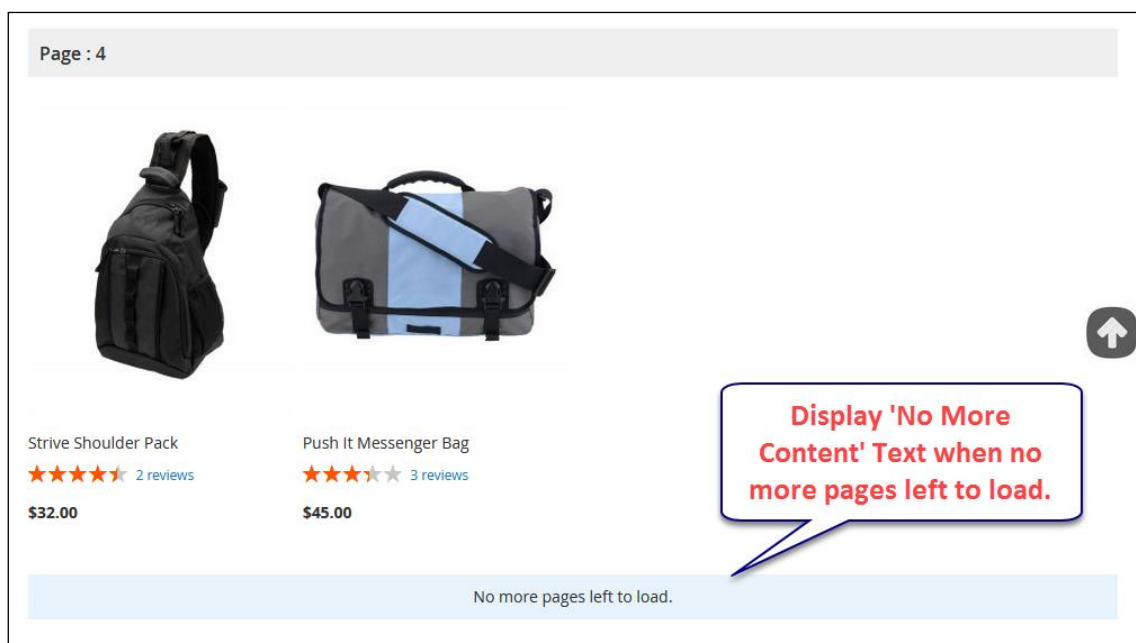 Page : 4
Strive Shoulder Pack
2 reviews
$32.00
Push It Messenger Bag
3 reviews
$45.00
Display 'No More
Content' Text when no
more pages left to load.
No more pages left to load.